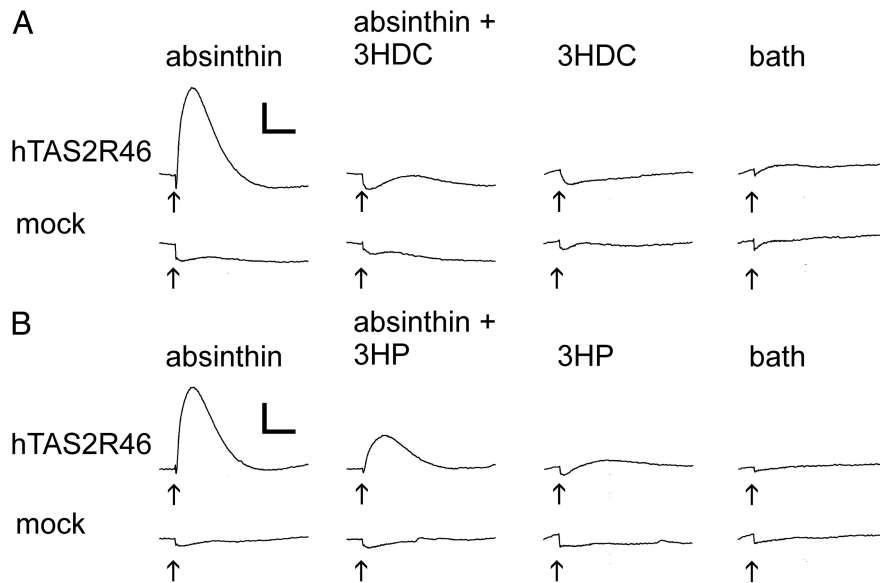 A
absinthin
absinthin +
3HDC
3HDC
bath
hTAS2R46
mock
B
absinthin
absinthin +
3HP
3HP
bath
hTAS2R46
mock